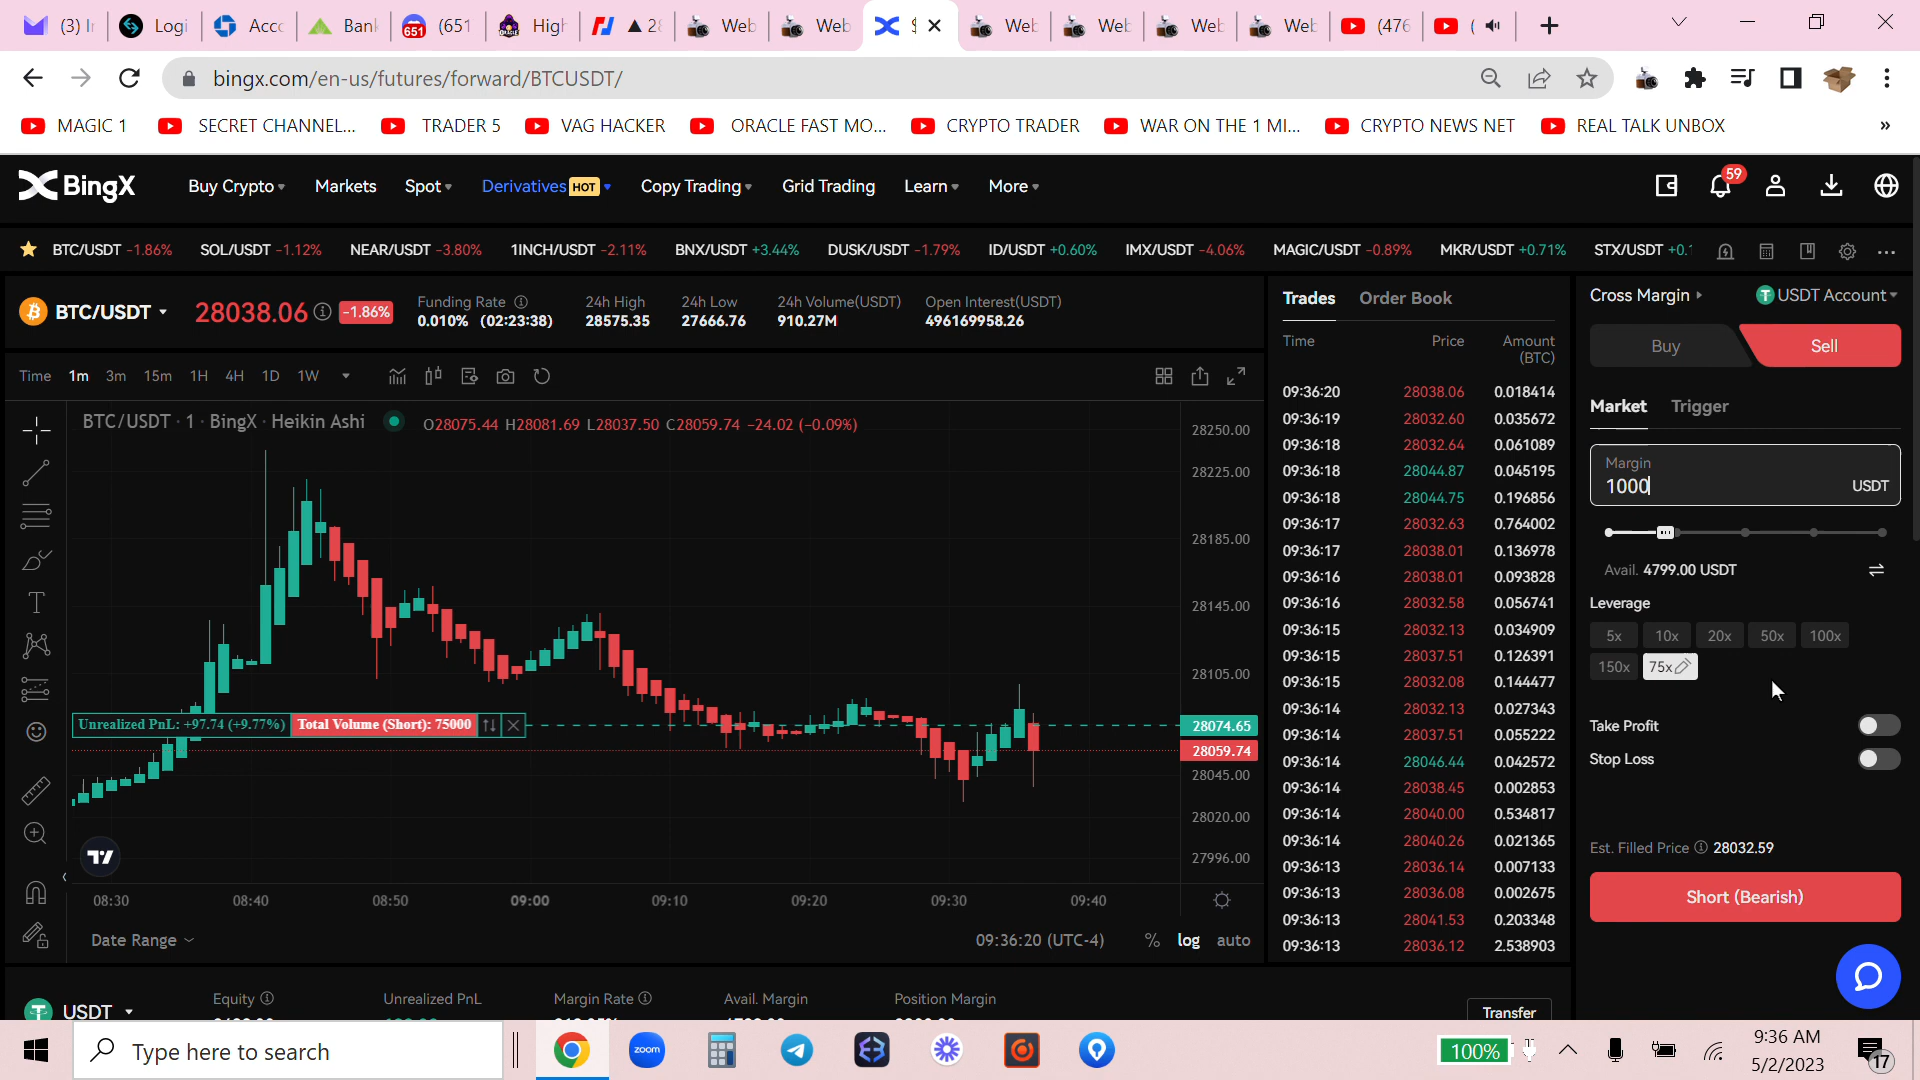 (3) I
Logi
Acco
Bank
(651
High
▲ 28
Web
Web
$
Web
Web
Web
Web
(476
(
bingx.com/en-us/futures/forward/BTCUSDT/
MAGIC 1
SECRET CHANNEL...
TRADER 5
VAG HACKER
ORACLE FAST MO...
CRYPTO TRADER
WAR ON THE 1 MI...
CRYPTO NEWS NET
REAL TALK UNBOX
»
BingX
Buy Crypto
Markets
Spot
Derivatives HOT
Copy Trading
Grid Trading
Learn
More
59
BTC/USDT -1.86%
SOL/USDT -1.12%
NEAR/USDT -3.80%
1INCH/USDT -2.11%
BNX/USDT +3.44%
DUSK/USDT -1.79%
ID/USDT +0.60%
IMX/USDT -4.06%
MAGIC/USDT -0.89%
MKR/USDT +0.71%
STX/USDT +0.1
BTC/USDT
28038.06
-1.86%
Funding Rate
0.010% (02:23:38)
24h High
28575.35
24h Low
27666.76
24h Volume(USDT)
910.27M
Open Interest(USDT)
496169958.26
Time 1m 3m 15m 1H 4H 1D 1W
BTC/USDT · 1 · BingX · Heikin Ashi
O28075.44 H28081.69 L28037.50 C28059.74 -24.02 (-0.09%)
28250.00
28225.00
28185.00
28145.00
28105.00
28074.65
28059.74
28045.00
28020.00
27996.00
Unrealized PnL: +97.74 (+9.77%)
Total Volume (Short): 75000
08:30 08:40 08:50 09:00 09:10 09:20 09:30 09:40
Date Range
09:36:20 (UTC-4)
% log auto
Trades Order Book
Time Price Amount
(BTC)
09:36:20 28038.06 0.018414
09:36:19 28032.60 0.035672
09:36:18 28032.64 0.061089
09:36:18 28044.87 0.045195
09:36:18 28044.75 0.196856
09:36:17 28032.63 0.764002
09:36:17 28038.01 0.136978
09:36:16 28038.01 0.093828
09:36:16 28032.58 0.056741
09:36:15 28032.13 0.034909
09:36:15 28037.51 0.126391
09:36:15 28032.08 0.144477
09:36:14 28032.13 0.027343
09:36:14 28037.51 0.055222
09:36:14 28046.44 0.042572
09:36:14 28038.45 0.002853
09:36:14 28040.00 0.534817
09:36:14 28040.26 0.021365
09:36:13 28036.14 0.007133
09:36:13 28036.08 0.002675
09:36:13 28041.53 0.203348
09:36:13 28036.12 2.538903
Cross Margin
USDT Account
Buy
Sell
Market Trigger
Margin
1000
USDT
Avail. 4799.00 USDT
Leverage
5x 10x 20x 50x 100x
150x 75x
Take Profit
Stop Loss
Est. Filled Price 28032.59
Short (Bearish)
USDT
Equity
Unrealized PnL
Margin Rate
Avail. Margin
Position Margin
Transfer
Type here to search
zoom
100%
9:36 AM
5/2/2023
17